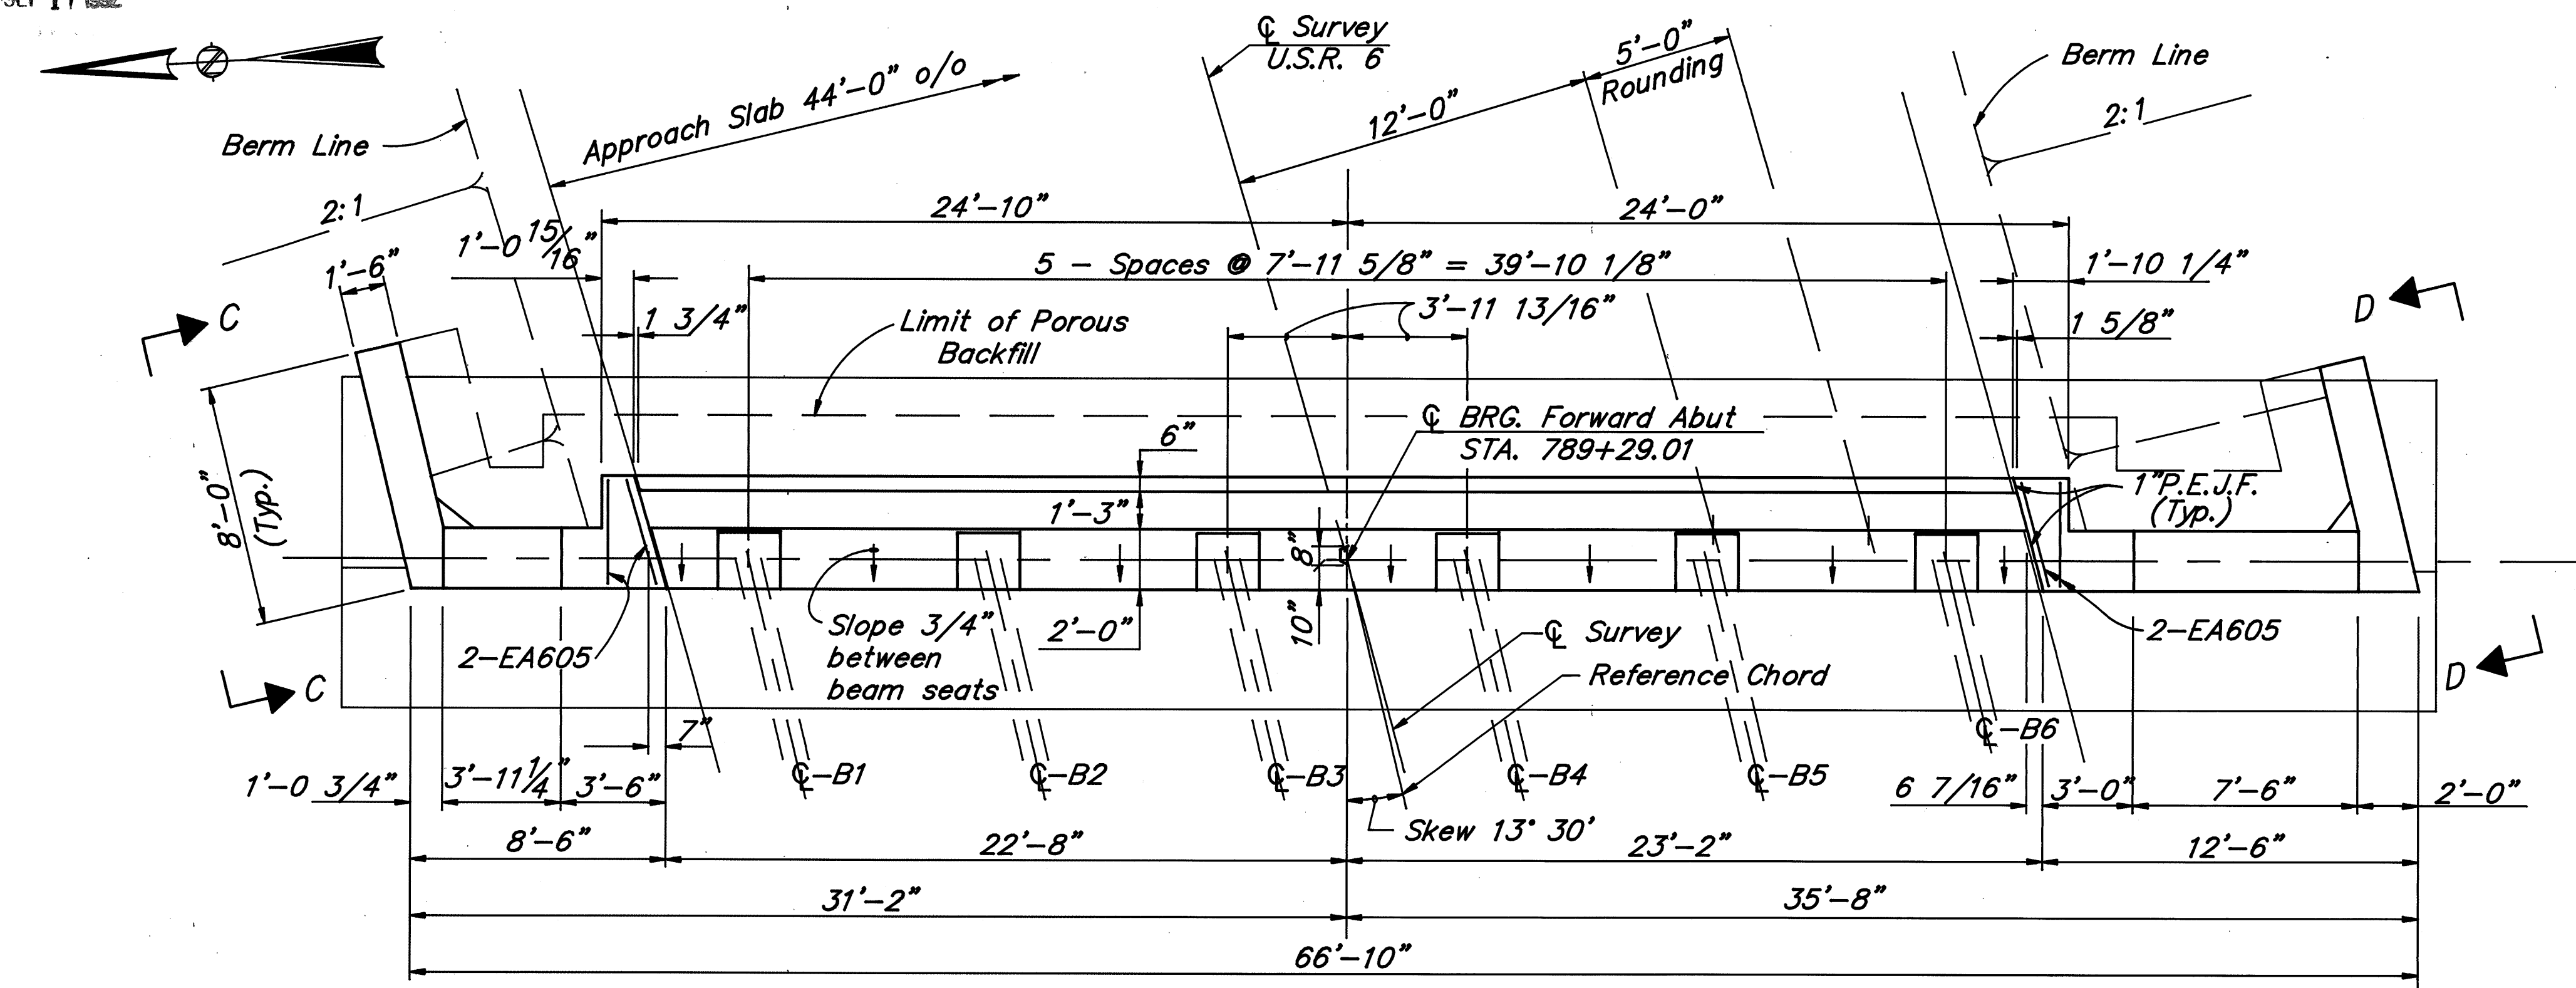 ℄ Survey
U.S.R. 6
5'-0"
Rounding
12'-0"
Berm Line
2:1
Approach Slab 44'-0" o/o
Berm Line
2:1
24'-10"
24'-0"
1'-0 15/16"
5 - Spaces @ 7'-11 5/8" = 39'-10 1/8"
1'-10 1/4"
1'-6"
3'-11 13/16"
C
D
1 3/4"
Limit of Porous
Backfill
1 5/8"
℄ BRG. Forward Abut
STA. 789+29.01
6"
8'-0"
(Typ.)
1'-3"
1" P.E.J.F.
(Typ.)
8"
10"
Slope 3/4"
between
beam seats
2'-0"
2-EA605
℄ Survey
2-EA605
Reference Chord
C
D
7"
℄-B1
℄-B2
℄-B3
℄-B4
℄-B5
℄-B6
1'-0 3/4"
3'-11 1/4"
3'-6"
6 7/16"
3'-0"
7'-6"
2'-0"
Skew 13° 30'
8'-6"
22'-8"
23'-2"
12'-6"
31'-2"
35'-8"
66'-10"